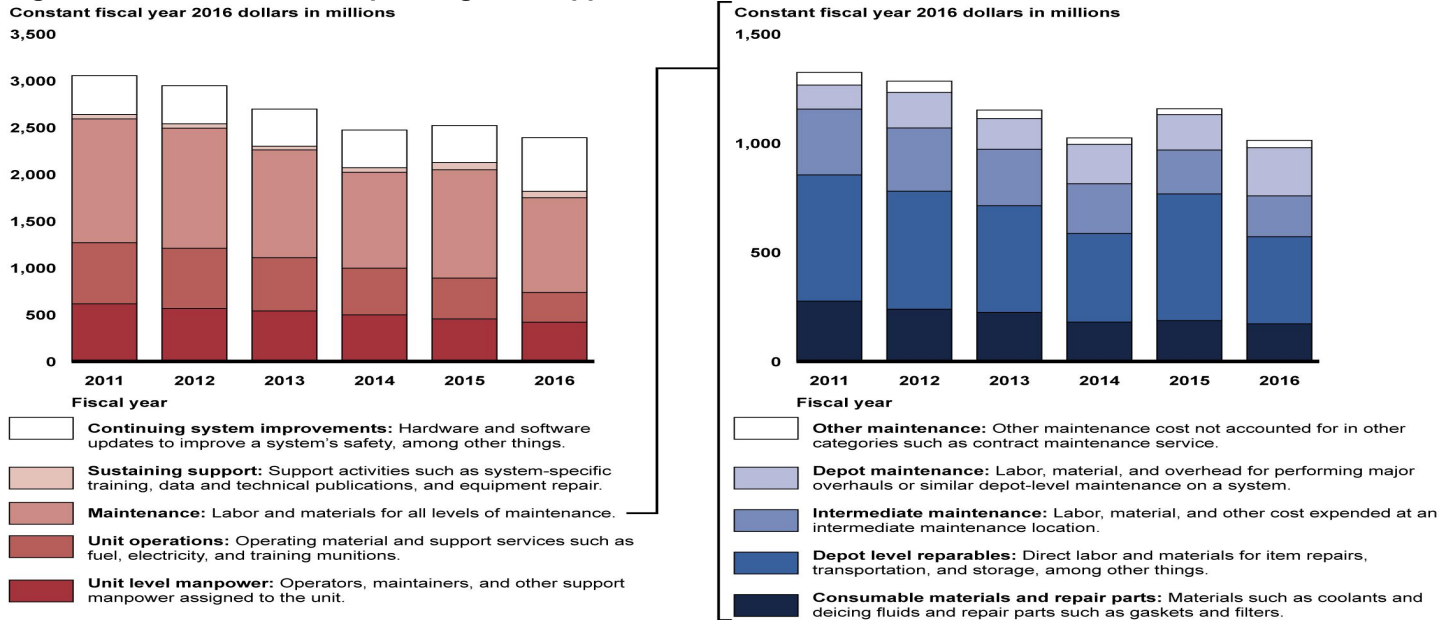 Constant fiscal year 2016 dollars in millions
3,500
3,000
2,500
2,000
1,500
1,000
500
0
2011 2012 2013 2014 2015 2016
Fiscal year
Continuing system improvements: Hardware and software
updates to improve a system's safety, among other things.
Sustaining support: Support activities such as system-specific
training, data and technical publications, and equipment repair.
Maintenance: Labor and materials for all levels of maintenance.
Unit operations: Operating material and support services such as
fuel, electricity, and training munitions.
Unit level manpower: Operators, maintainers, and other support
manpower assigned to the unit.
Constant fiscal year 2016 dollars in millions
1,500
1,000
500
0
2011 2012 2013 2014 2015 2016
Fiscal year
Other maintenance: Other maintenance cost not accounted for in other
categories such as contract maintenance service.
Depot maintenance: Labor, material, and overhead for performing major
overhauls or similar depot-level maintenance on a system.
Intermediate maintenance: Labor, material, and other cost expended at an
intermediate maintenance location.
Depot level reparables: Direct labor and materials for item repairs,
transportation, and storage, among other things.
Consumable materials and repair parts: Materials such as coolants and
deicing fluids and repair parts such as gaskets and filters.